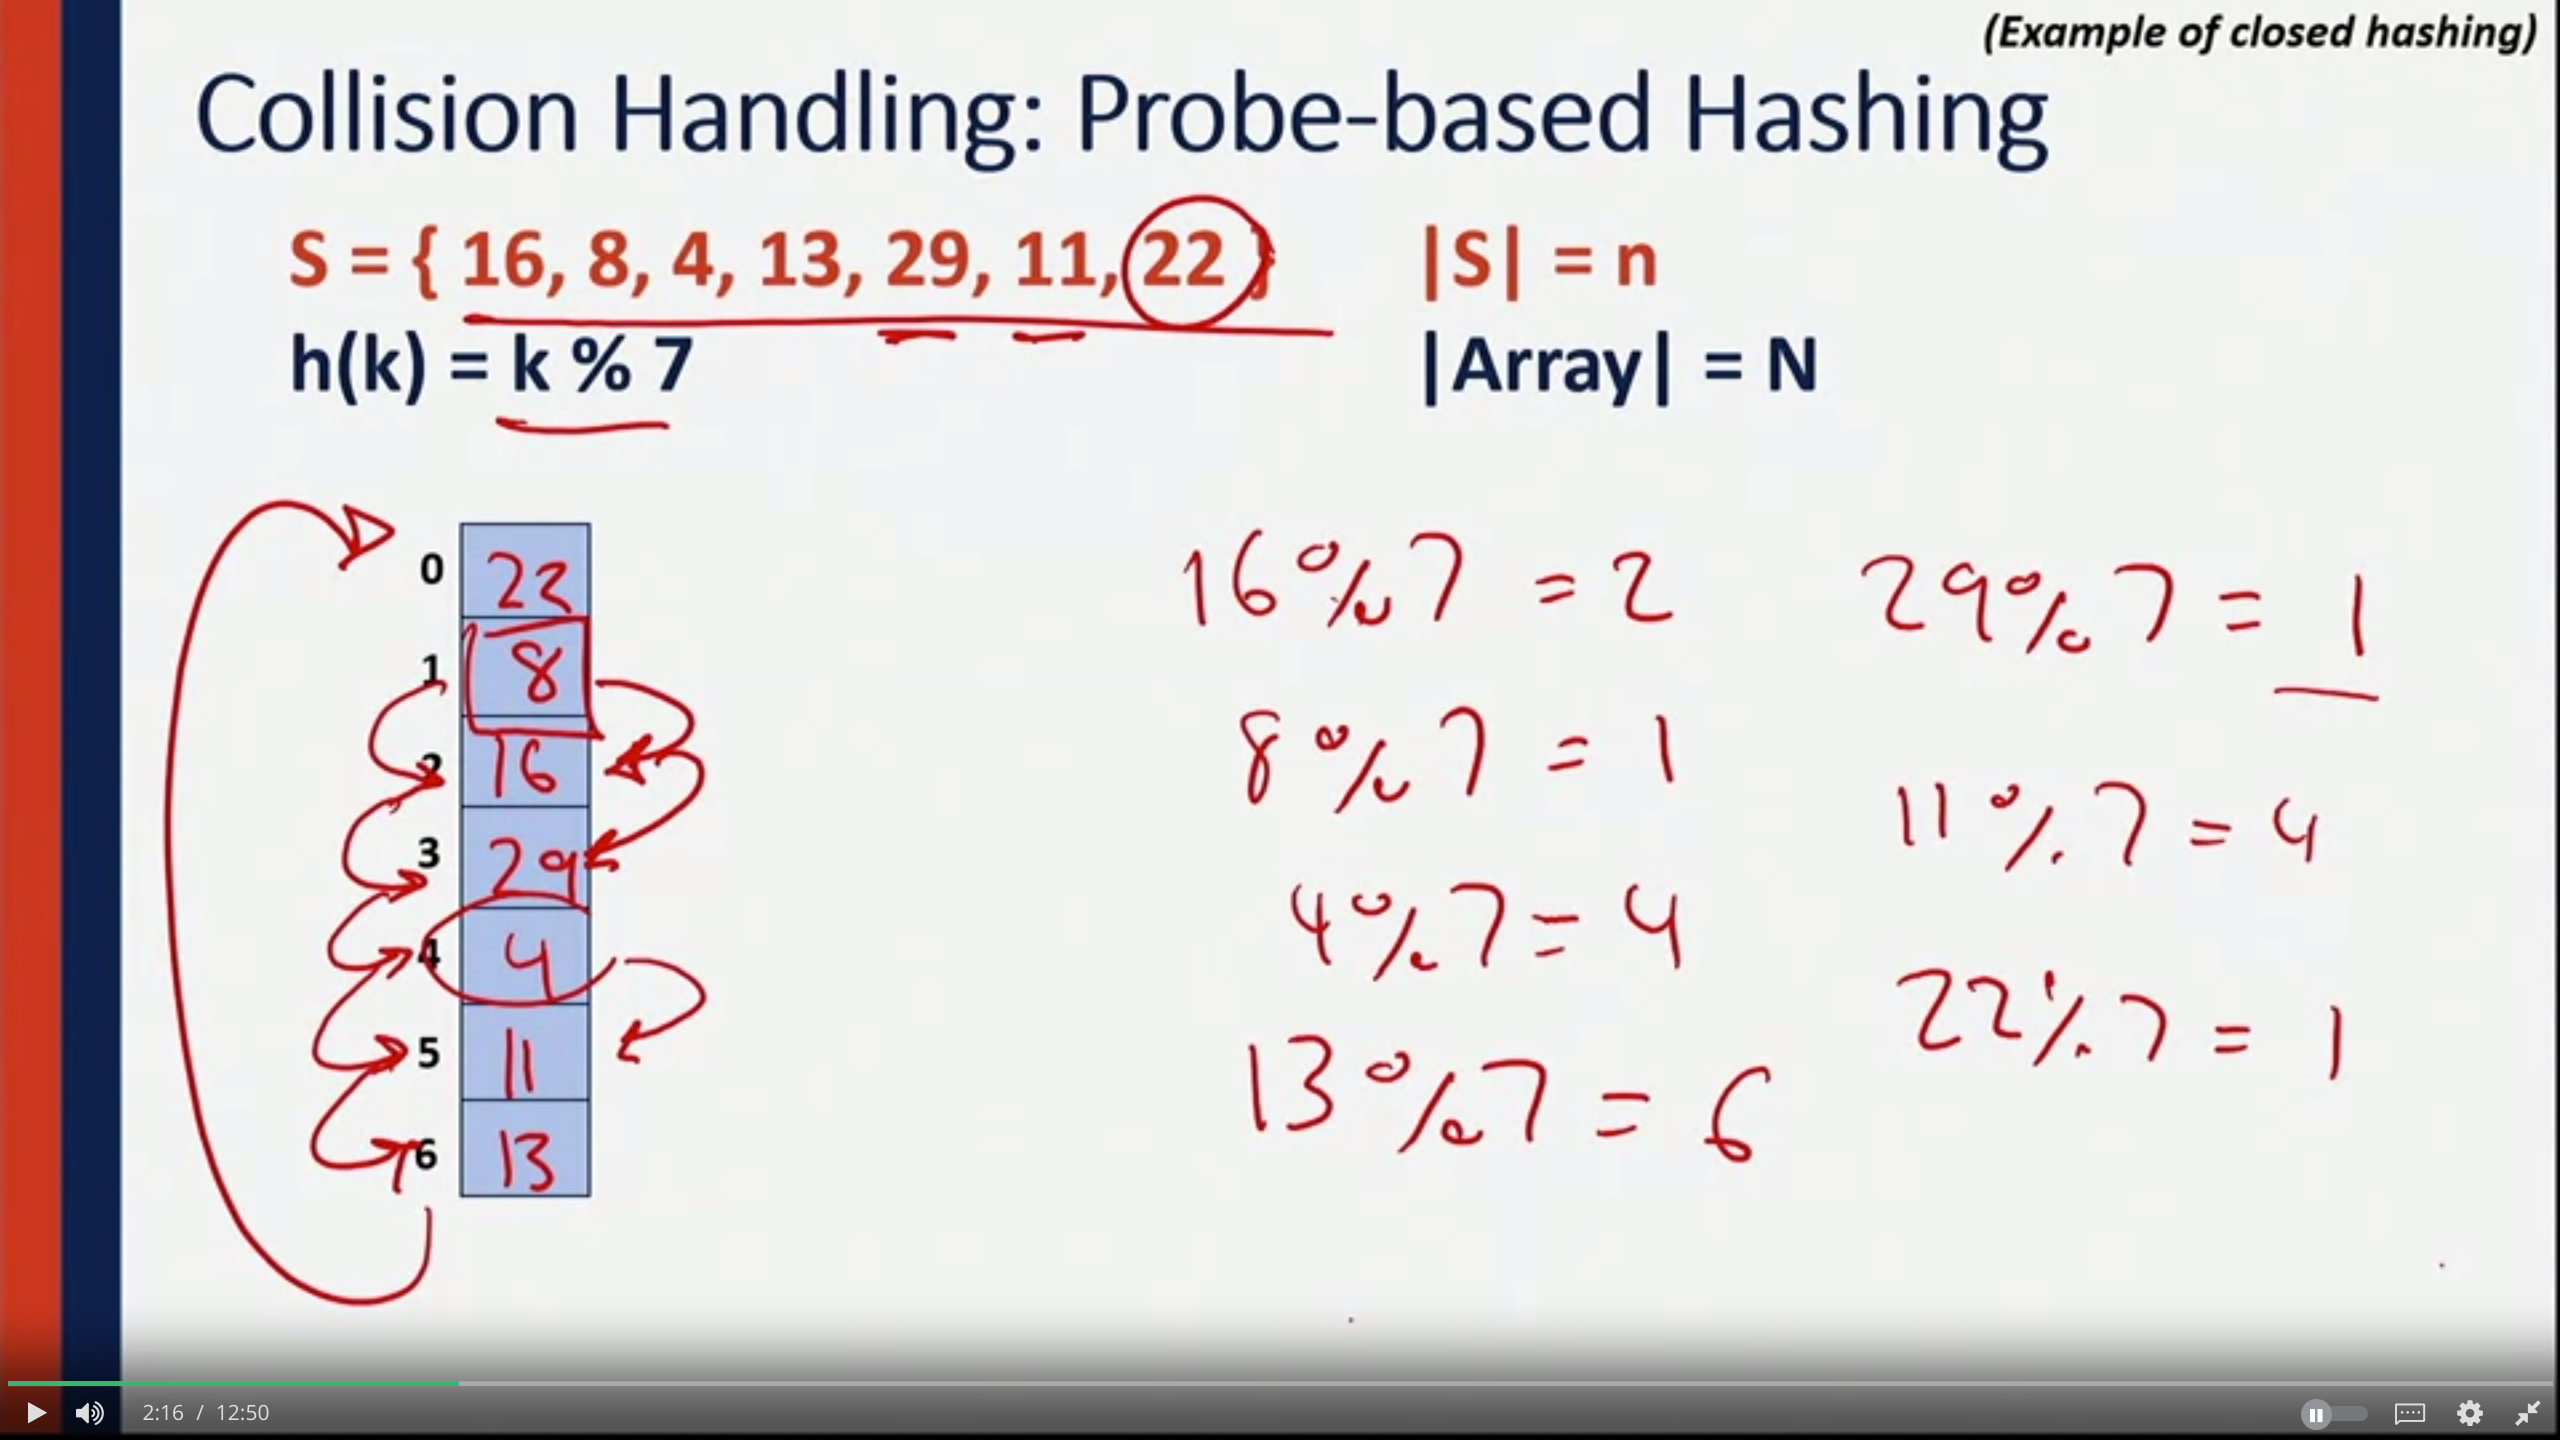 (Example of closed hashing)
Collision Handling: Probe-based Hashing
S = { 16, 8, 4, 13, 29, 11, 22 }
|S| = n
h(k) = k % 7
|Array| = N
0 22
1 8
2 16
3 29
4 4
5 11
6 13
16%7 = 2
8%7 = 1
4%7 = 4
13%7 = 6
29%7 = 1
11%7 = 4
22%7 = 1
2:16 / 12:50